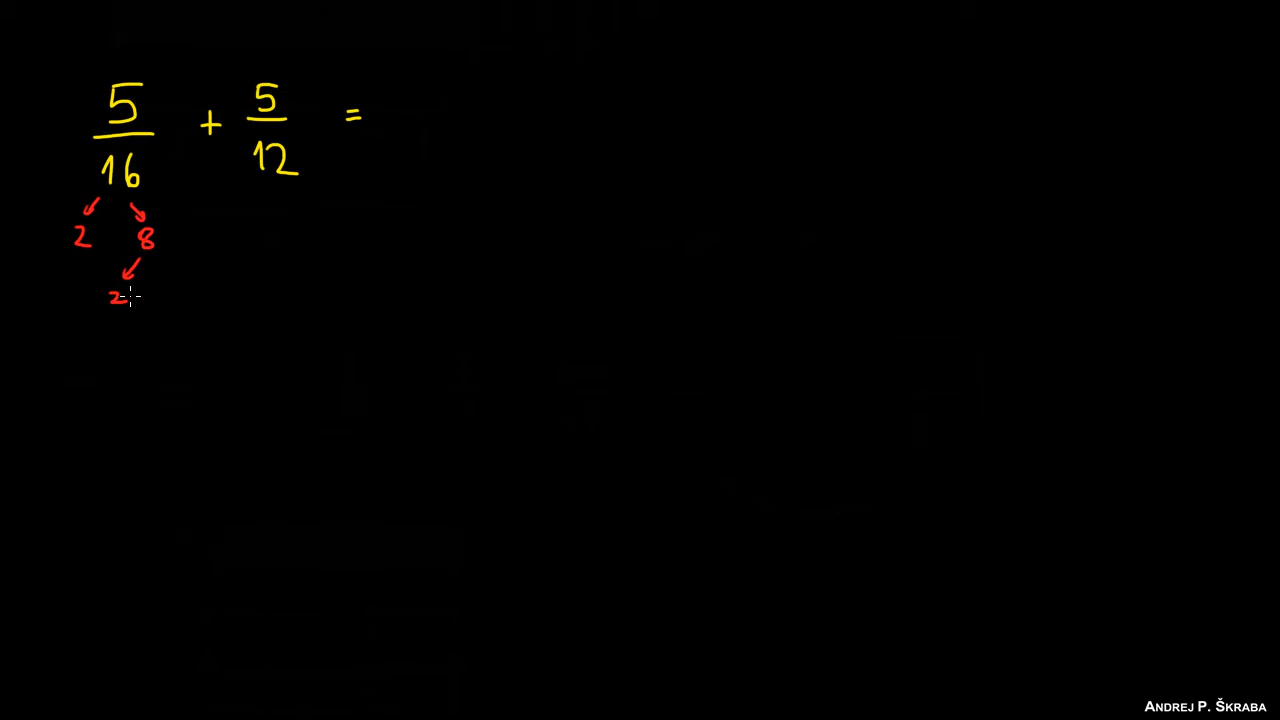 5/16 + 5/12 =
2 8
2
ANDREJ P. ŠKRABA